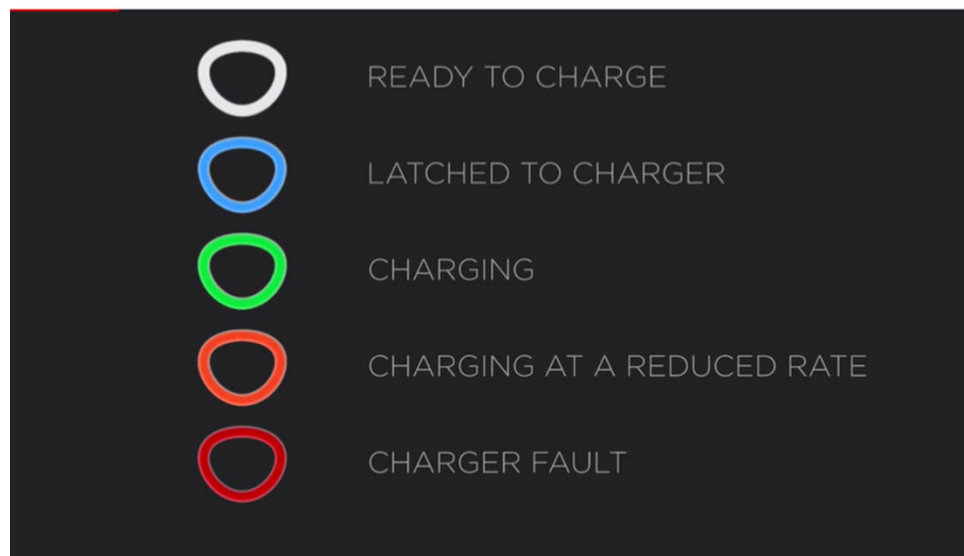 READY TO CHARGE
LATCHED TO CHARGER
CHARGING
CHARGING AT A REDUCED RATE
CHARGER FAULT